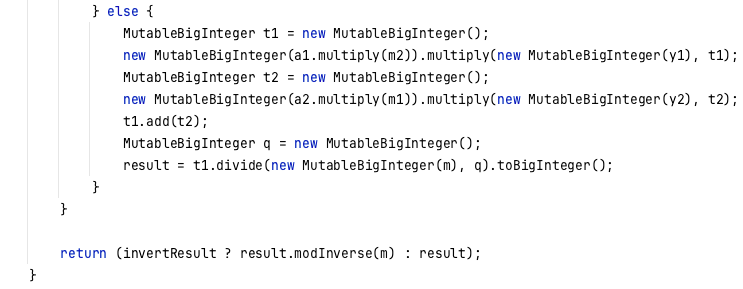 } else {
MutableBigInteger t1 = new MutableBigInteger();
new MutableBigInteger(a1.multiply(m2)).multiply(new MutableBigInteger(y1), t1);
MutableBigInteger t2 = new MutableBigInteger();
new MutableBigInteger(a2.multiply(m1)).multiply(new MutableBigInteger(y2), t2);
t1.add(t2);
MutableBigInteger q = new MutableBigInteger();
result = t1.divide(new MutableBigInteger(m), q).toBigInteger();
}
}
return (invertResult ? result.modInverse(m) : result);
}